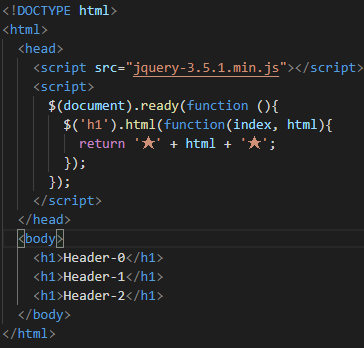 <!DOCTYPE html>
<html>
  <head>
    <script src="jquery-3.5.1.min.js"></script>
    <script>
      $(document).ready(function (){
        $('h1').html(function(index, html){
          return '★' + html + '★';
        });
      });
    </script>
  </head>
  <body>
    <h1>Header-0</h1>
    <h1>Header-1</h1>
    <h1>Header-2</h1>
  </body>
</html>